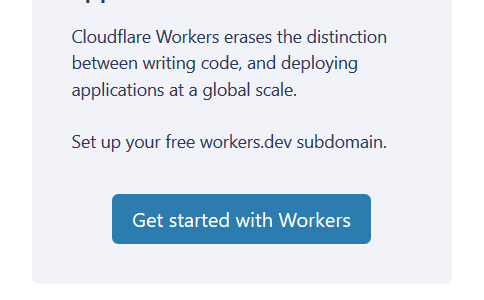 Cloudflare Workers erases the distinction
between writing code, and deploying
applications at a global scale.
Set up your free workers.dev subdomain.
Get started with Workers